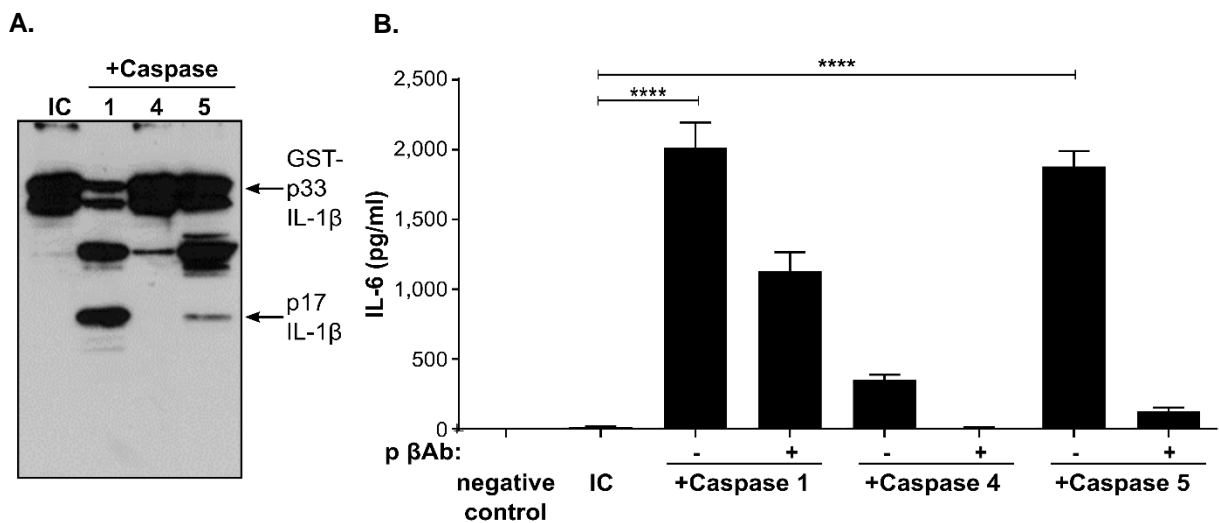 A.
+Caspase
IC 1 4 5
GST-
p33
IL-1β
p17
IL-1β
B.
****
****
IL-6 (pg/ml)
2,500
2,000
1,500
1,000
500
0
p βAb: - + - + - +
negative
control
IC
+Caspase 1
+Caspase 4
+Caspase 5